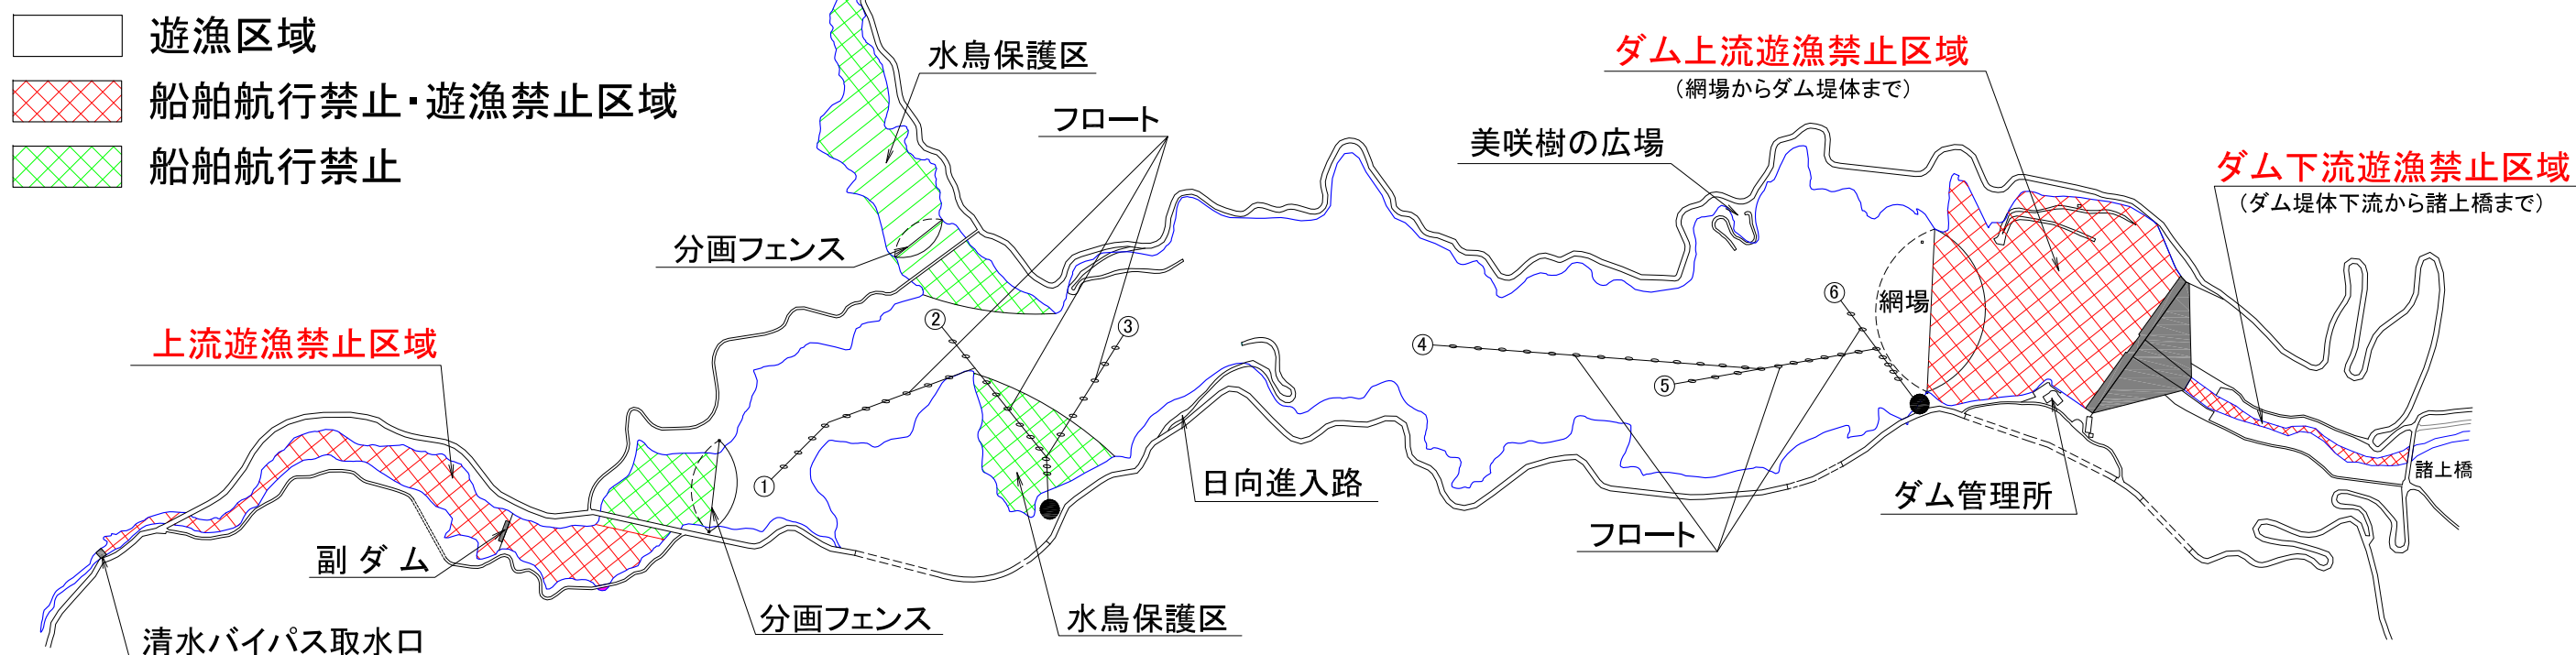 遊漁区域
船舶航行禁止・遊漁禁止区域
船舶航行禁止
水鳥保護区
フロート
分画フェンス
ダム上流遊漁禁止区域
(網場からダム堤体まで)
美咲樹の広場
ダム下流遊漁禁止区域
(ダム堤体下流から諸上橋まで)
上流遊漁禁止区域
①
②
③
④
⑤
⑥
網場
副ダム
清水バイパス取水口
分画フェンス
水鳥保護区
日向進入路
フロート
ダム管理所
諸上橋